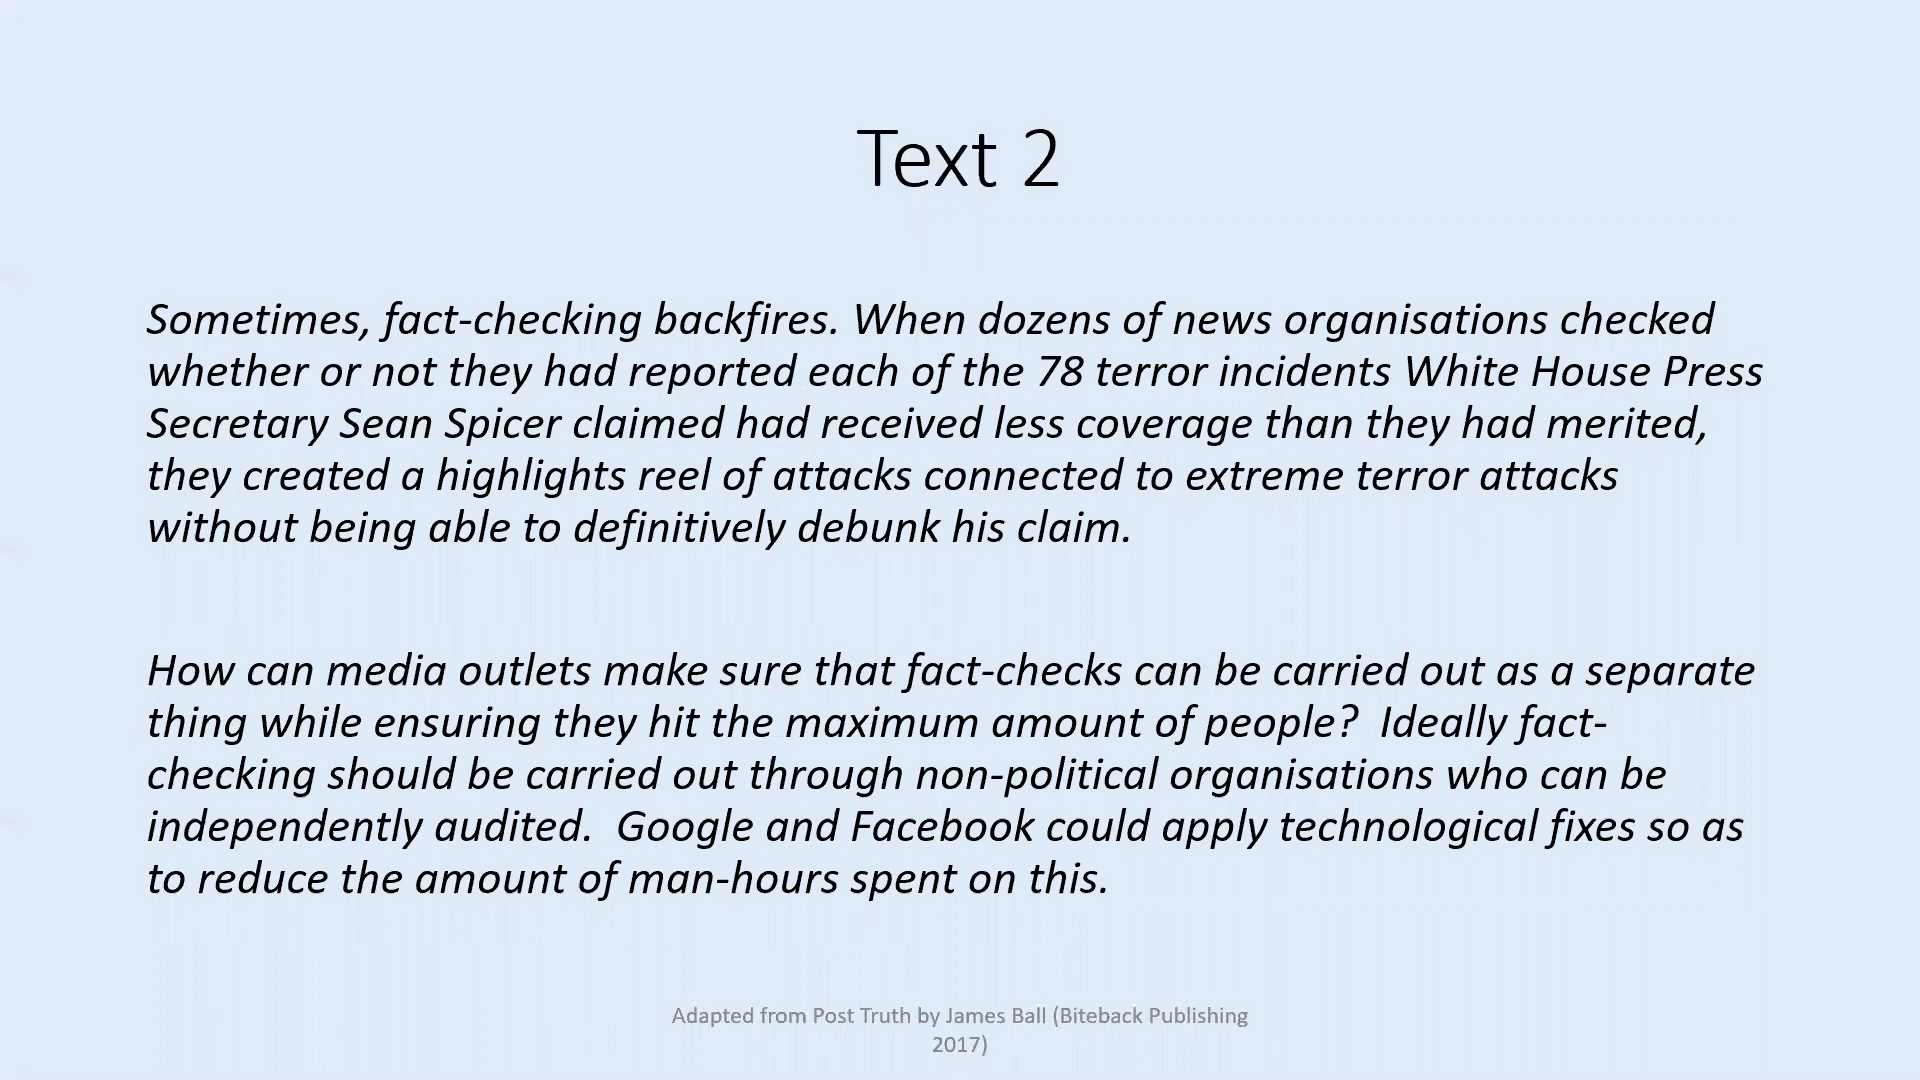 Text 2
Sometimes, fact-checking backfires. When dozens of news organisations checked
whether or not they had reported each of the 78 terror incidents White House Press
Secretary Sean Spicer claimed had received less coverage than they had merited,
they created a highlights reel of attacks connected to extreme terror attacks
without being able to definitively debunk his claim.
How can media outlets make sure that fact-checks can be carried out as a separate
thing while ensuring they hit the maximum amount of people?  Ideally fact-
checking should be carried out through non-political organisations who can be
independently audited.  Google and Facebook could apply technological fixes so as
to reduce the amount of man-hours spent on this.
Adapted from Post Truth by James Ball (Biteback Publishing
2017)